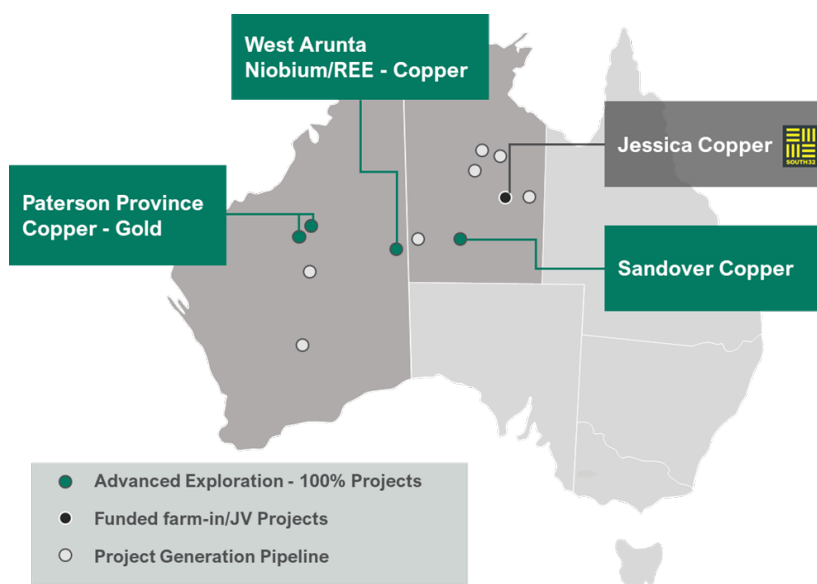 West Arunta
Niobium/REE - Copper
Jessica Copper
SOUTH32
Paterson Province
Copper - Gold
Sandover Copper
Advanced Exploration - 100% Projects
Funded farm-in/JV Projects
Project Generation Pipeline